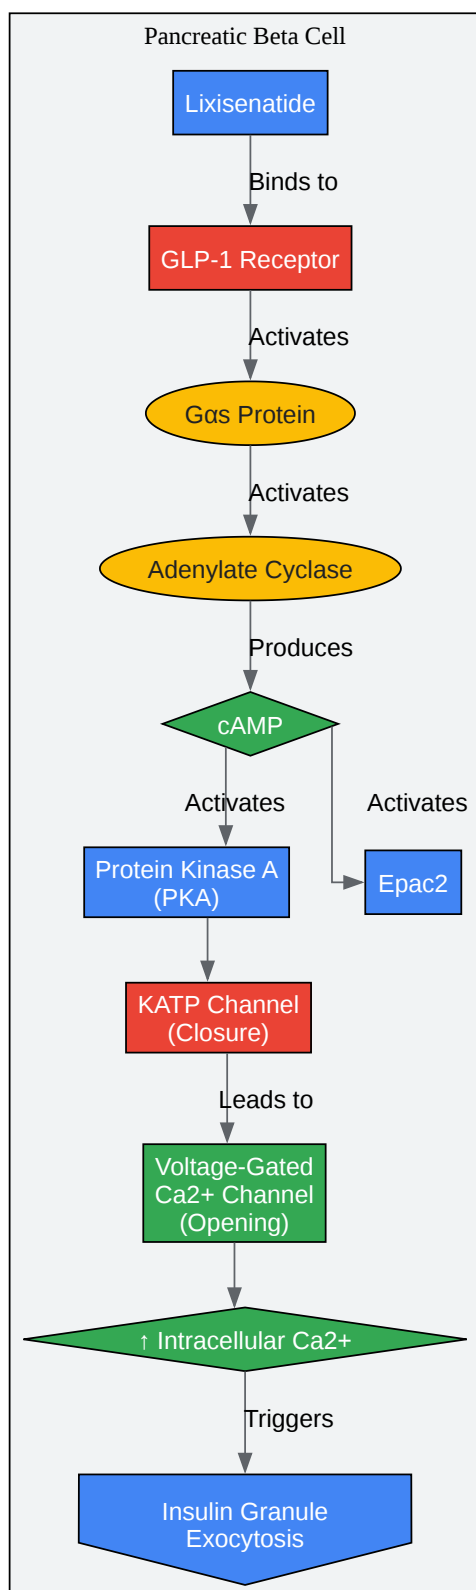 Pancreatic Beta Cell
Lixisenatide
Binds to
GLP-1 Receptor
Activates
Gαs Protein
Activates
Adenylate Cyclase
Produces
cAMP
Activates
Activates
Protein Kinase A
(PKA)
Epac2
KATP Channel
(Closure)
Leads to
Voltage-Gated
Ca2+ Channel
(Opening)
↑ Intracellular Ca2+
Triggers
Insulin Granule
Exocytosis